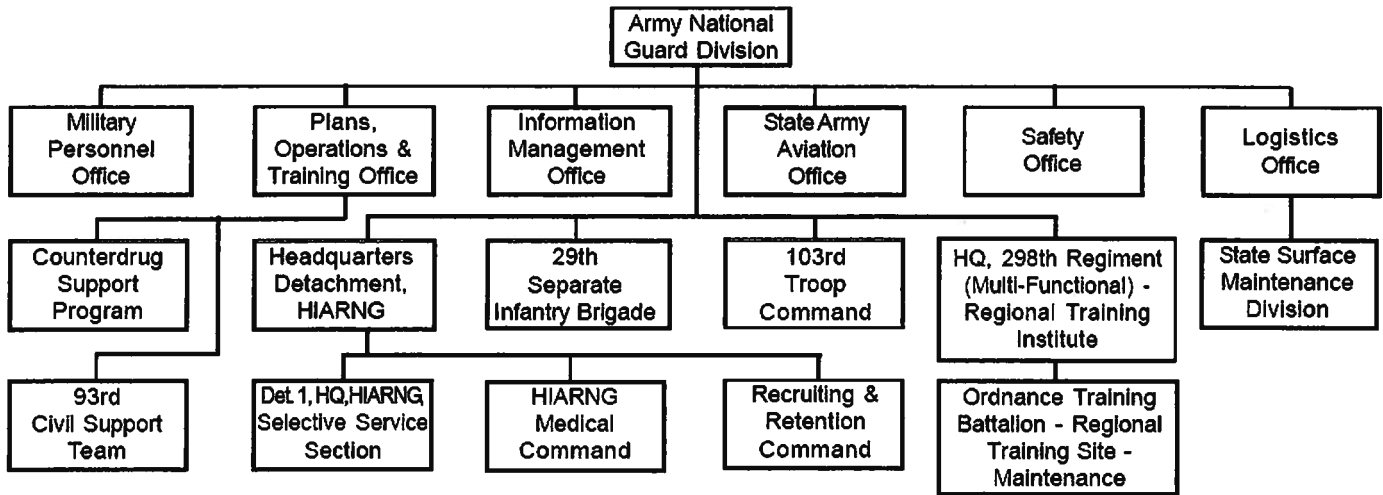 Army National
Guard Division
Military
Personnel
Office
Plans,
Operations &
Training Office
Information
Management
Office
State Army
Aviation
Office
Safety
Office
Logistics
Office
Counterdrug
Support
Program
Headquarters
Detachment,
HIARNG
29th
Separate
Infantry Brigade
103rd
Troop
Command
HQ, 298th Regiment
(Multi-Functional) -
Regional Training
Institute
State Surface
Maintenance
Division
93rd
Civil Support
Team
Det. 1, HQ, HIARNG,
Selective Service
Section
HIARNG
Medical
Command
Recruiting &
Retention
Command
Ordnance Training
Battalion - Regional
Training Site -
Maintenance